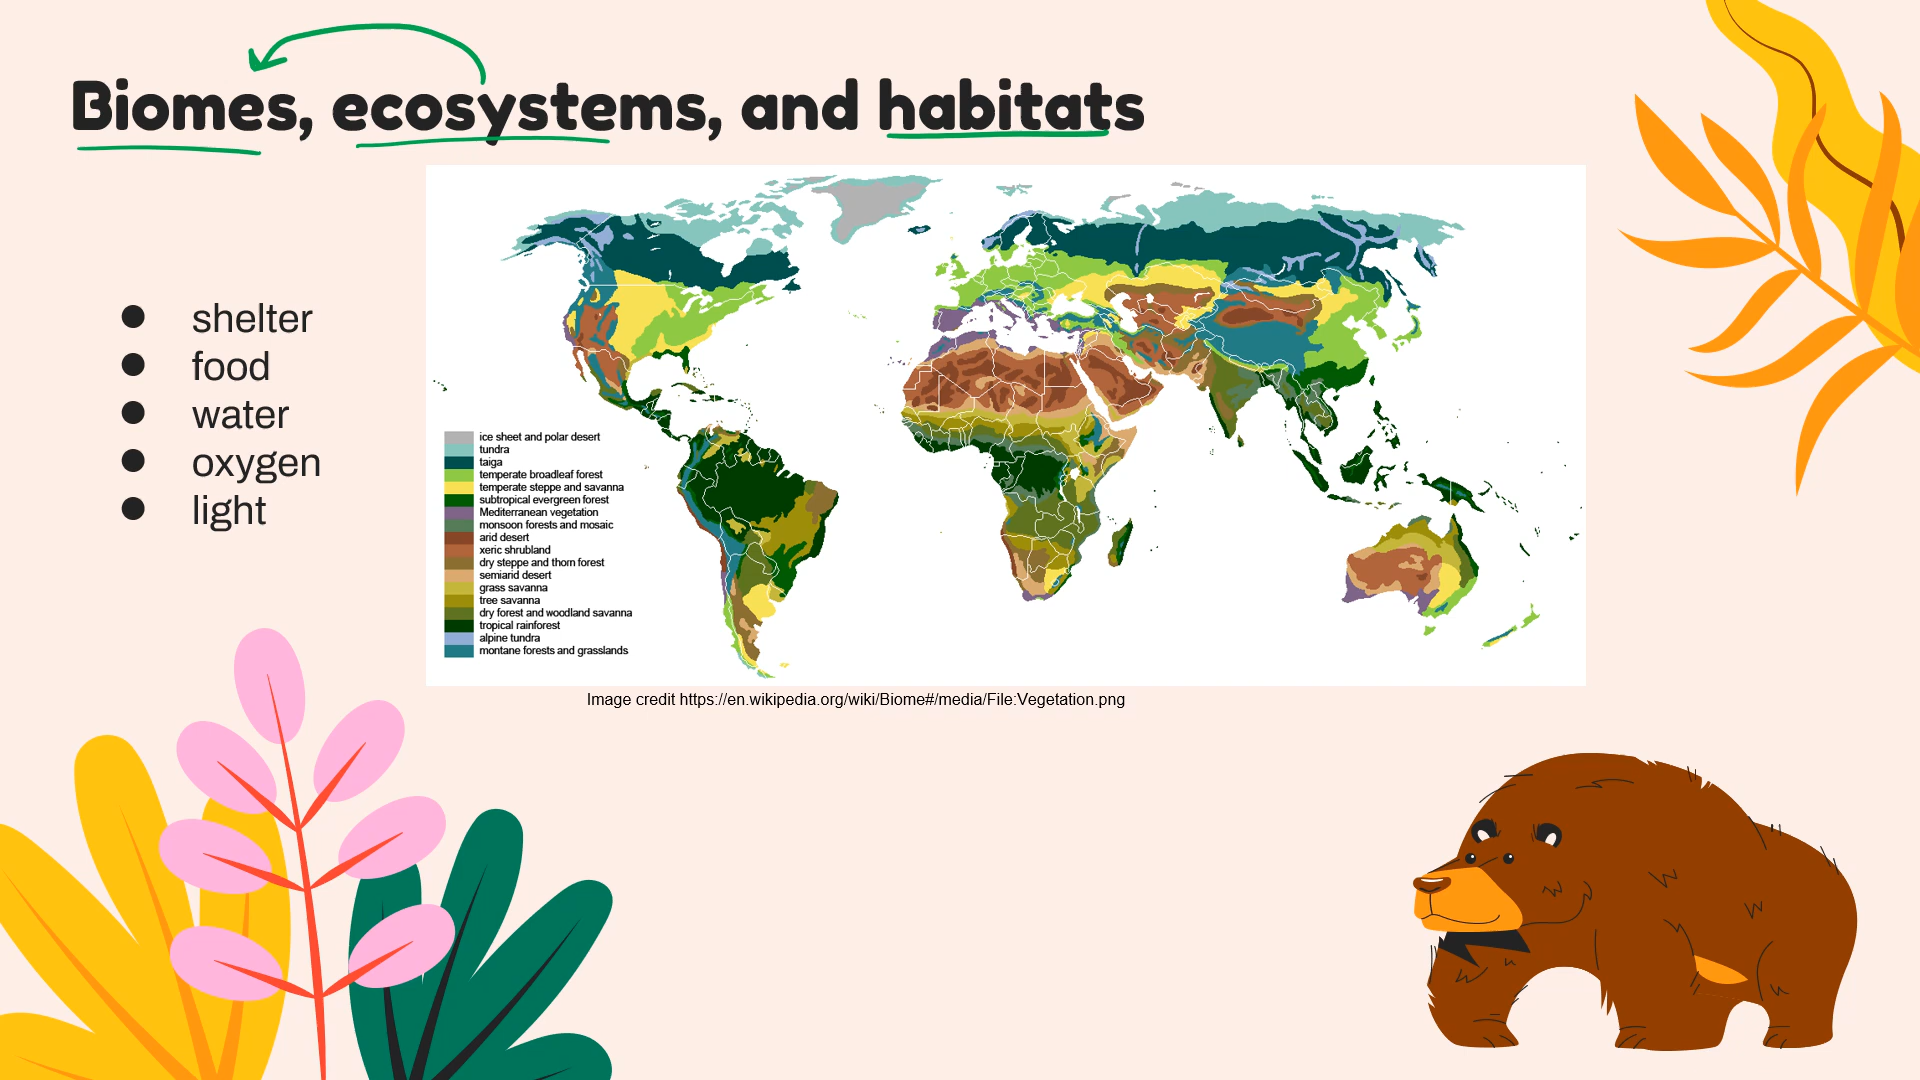 Biomes, ecosystems, and habitats
● shelter
● food
● water
● oxygen
● light
ice sheet and polar desert
tundra
taiga
temperate broadleaf forest
temperate steppe and savanna
subtropical evergreen forest
Mediterranean vegetation
monsoon forests and mosaic
arid desert
xeric shrubland
dry steppe and thorn forest
semiarid desert
grass savanna
tree savanna
dry forest and woodland savanna
tropical rainforest
alpine tundra
montane forests and grasslands
Image credit https://en.wikipedia.org/wiki/Biome#/media/File:Vegetation.png